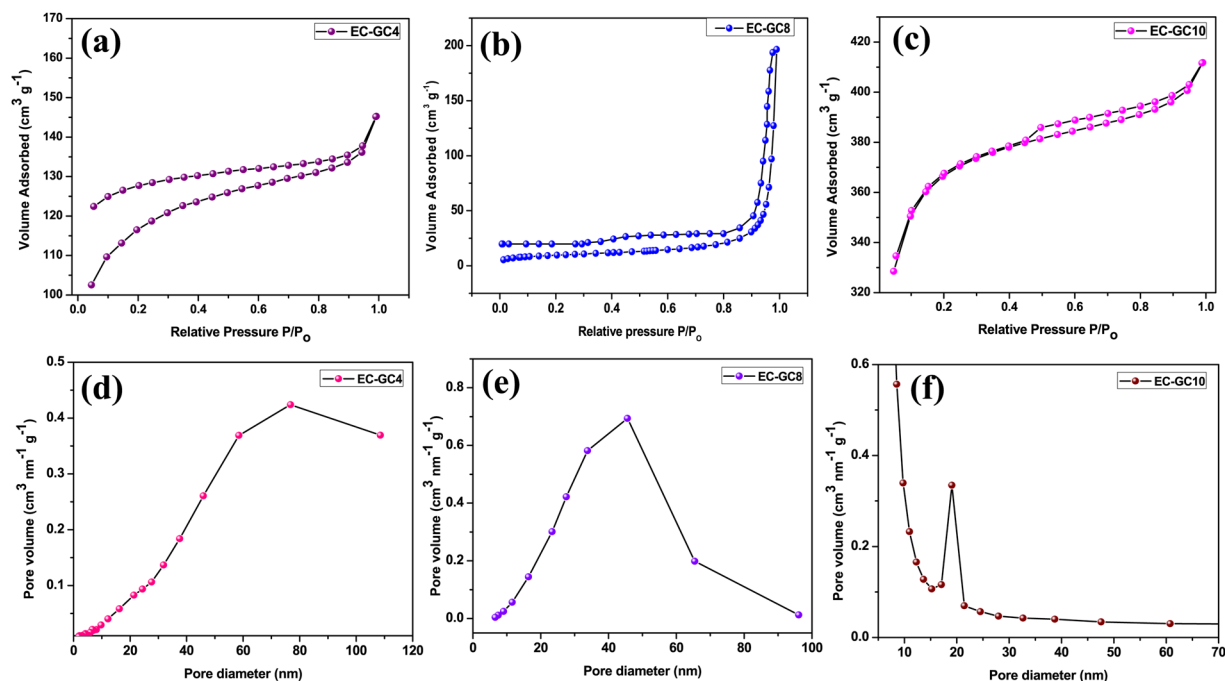 (a)
EC-GC4
Volume Adsorbed (cm³ g⁻¹)
170
160
150
140
130
120
110
100
0.0 0.2 0.4 0.6 0.8 1.0
Relative Pressure P/Pₒ
(b)
EC-GC8
Volume Adsorbed (cm³ g⁻¹)
200
150
100
50
0
0.0 0.2 0.4 0.6 0.8 1.0
Relative pressure P/Pₒ
(c)
EC-GC10
Volume Adsorbed (cm³ g⁻¹)
420
400
380
360
340
320
0.0 0.2 0.4 0.6 0.8 1.0
Relative Pressure P/Pₒ
(d)
EC-GC4
Pore volume (cm³ nm⁻¹ g⁻¹)
0.5
0.4
0.3
0.2
0.1
0 20 40 60 80 100 120
Pore diameter (nm)
(e)
EC-GC8
Pore volume (cm³ nm⁻¹ g⁻¹)
0.8
0.6
0.4
0.2
0.0
0 20 40 60 80 100
Pore diameter (nm)
(f)
EC-GC10
Pore volume (cm³ nm⁻¹ g⁻¹)
0.6
0.4
0.2
0.0
10 20 30 40 50 60 70
Pore diameter (nm)